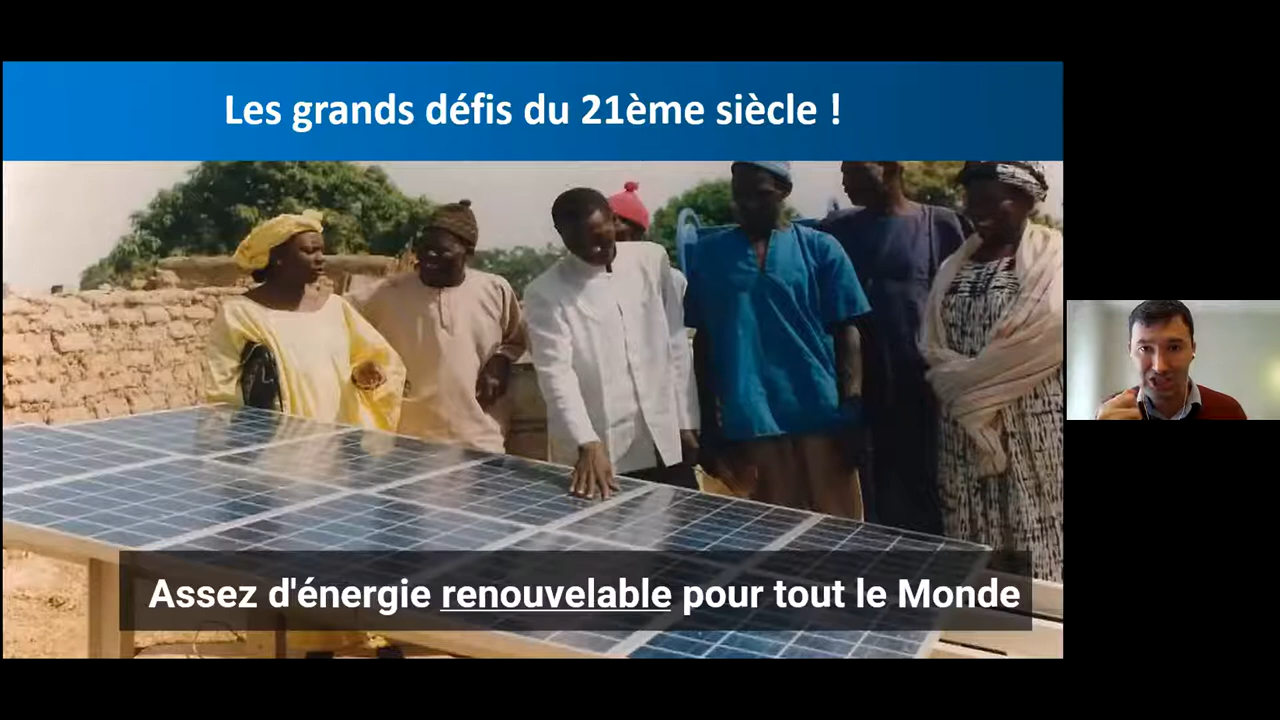 Les grands défis du 21ème siècle !
Assez d'énergie renouvelable pour tout le Monde